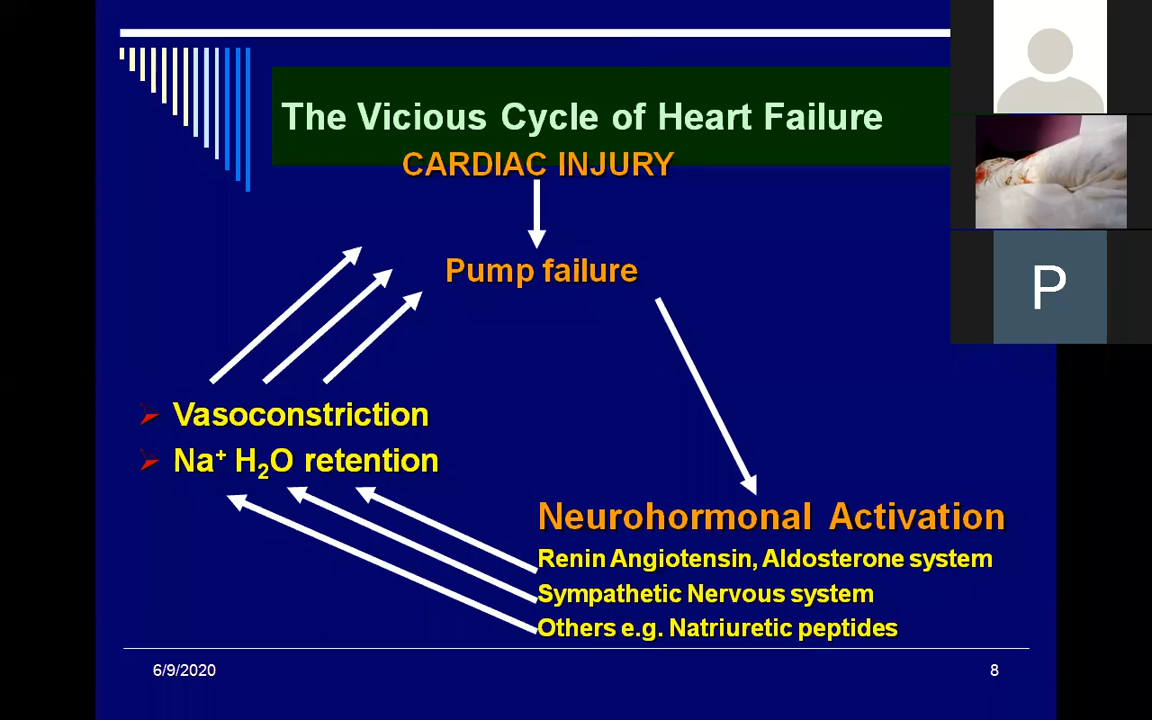 The Vicious Cycle of Heart Failure
CARDIAC INJURY
Pump failure
P
Vasoconstriction
Na⁺ H₂O retention
Neurohormonal Activation
Renin Angiotensin, Aldosterone system
Sympathetic Nervous system
Others e.g. Natriuretic peptides
6/9/2020
8